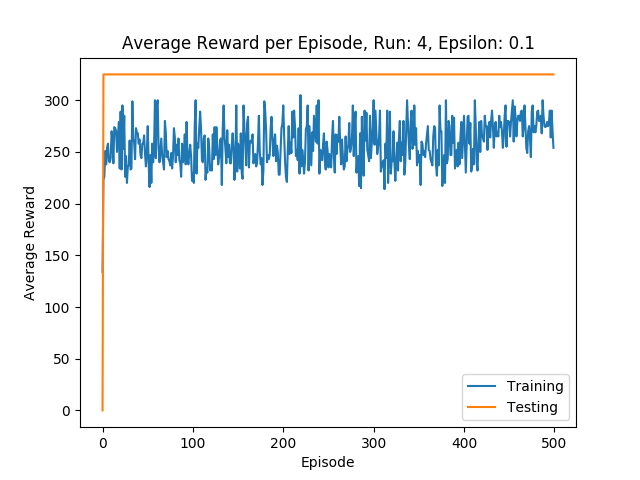 Average Reward per Episode, Run: 4, Epsilon: 0.1
Average Reward
300
250
200
150
100
50
0
0 100 200 300 400 500
Episode
Training
Testing